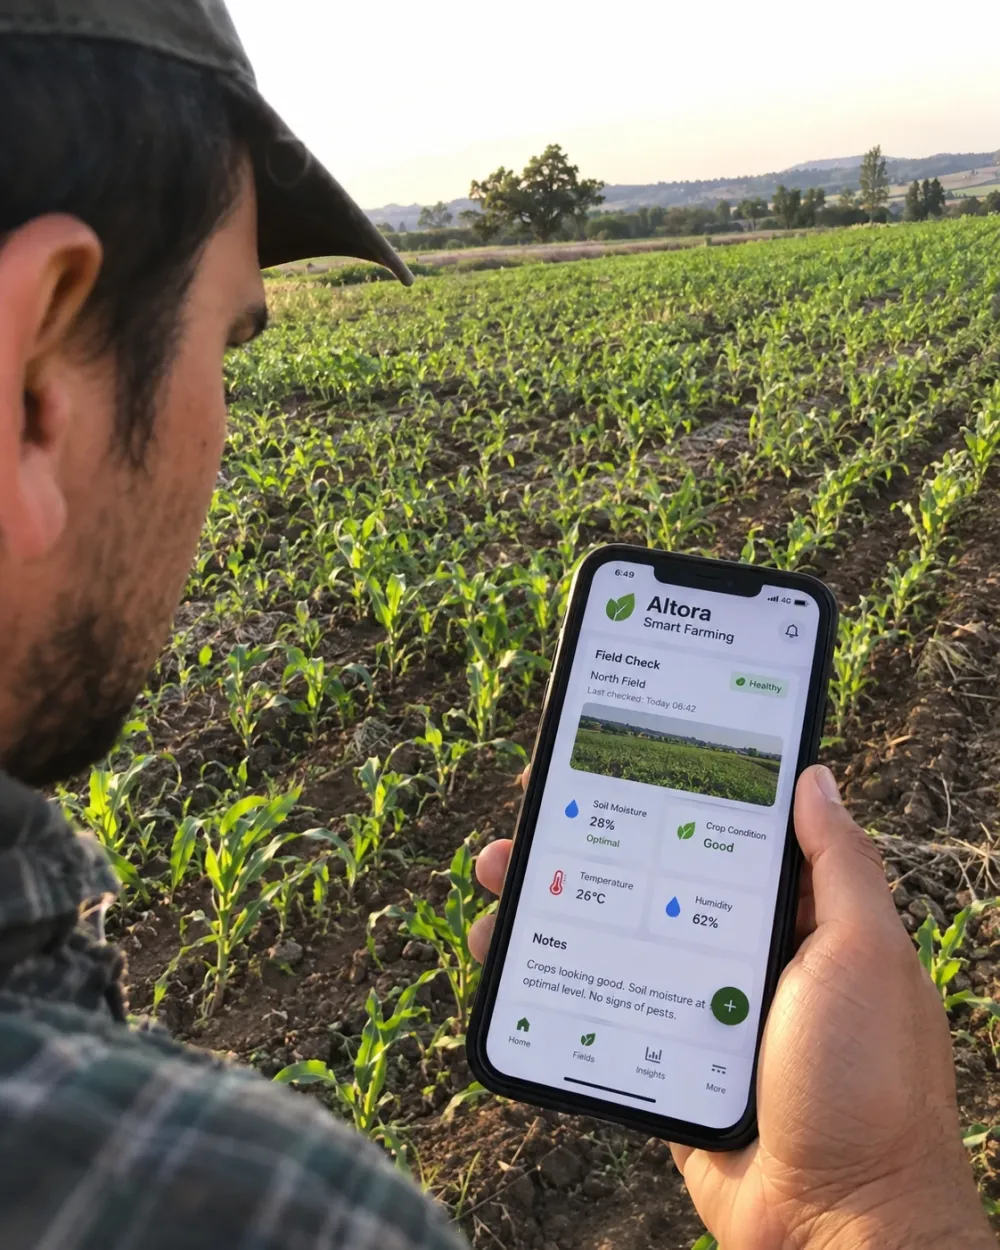 6:49
4G
Altora
Smart Farming
Field Check
North Field
Healthy
Last checked: Today 06:42
Soil Moisture
28%
Optimal
Crop Condition
Good
Temperature
26°C
Humidity
62%
Notes
Crops looking good. Soil moisture at
optimal level. No signs of pests.
+
Home
Fields
Insights
More